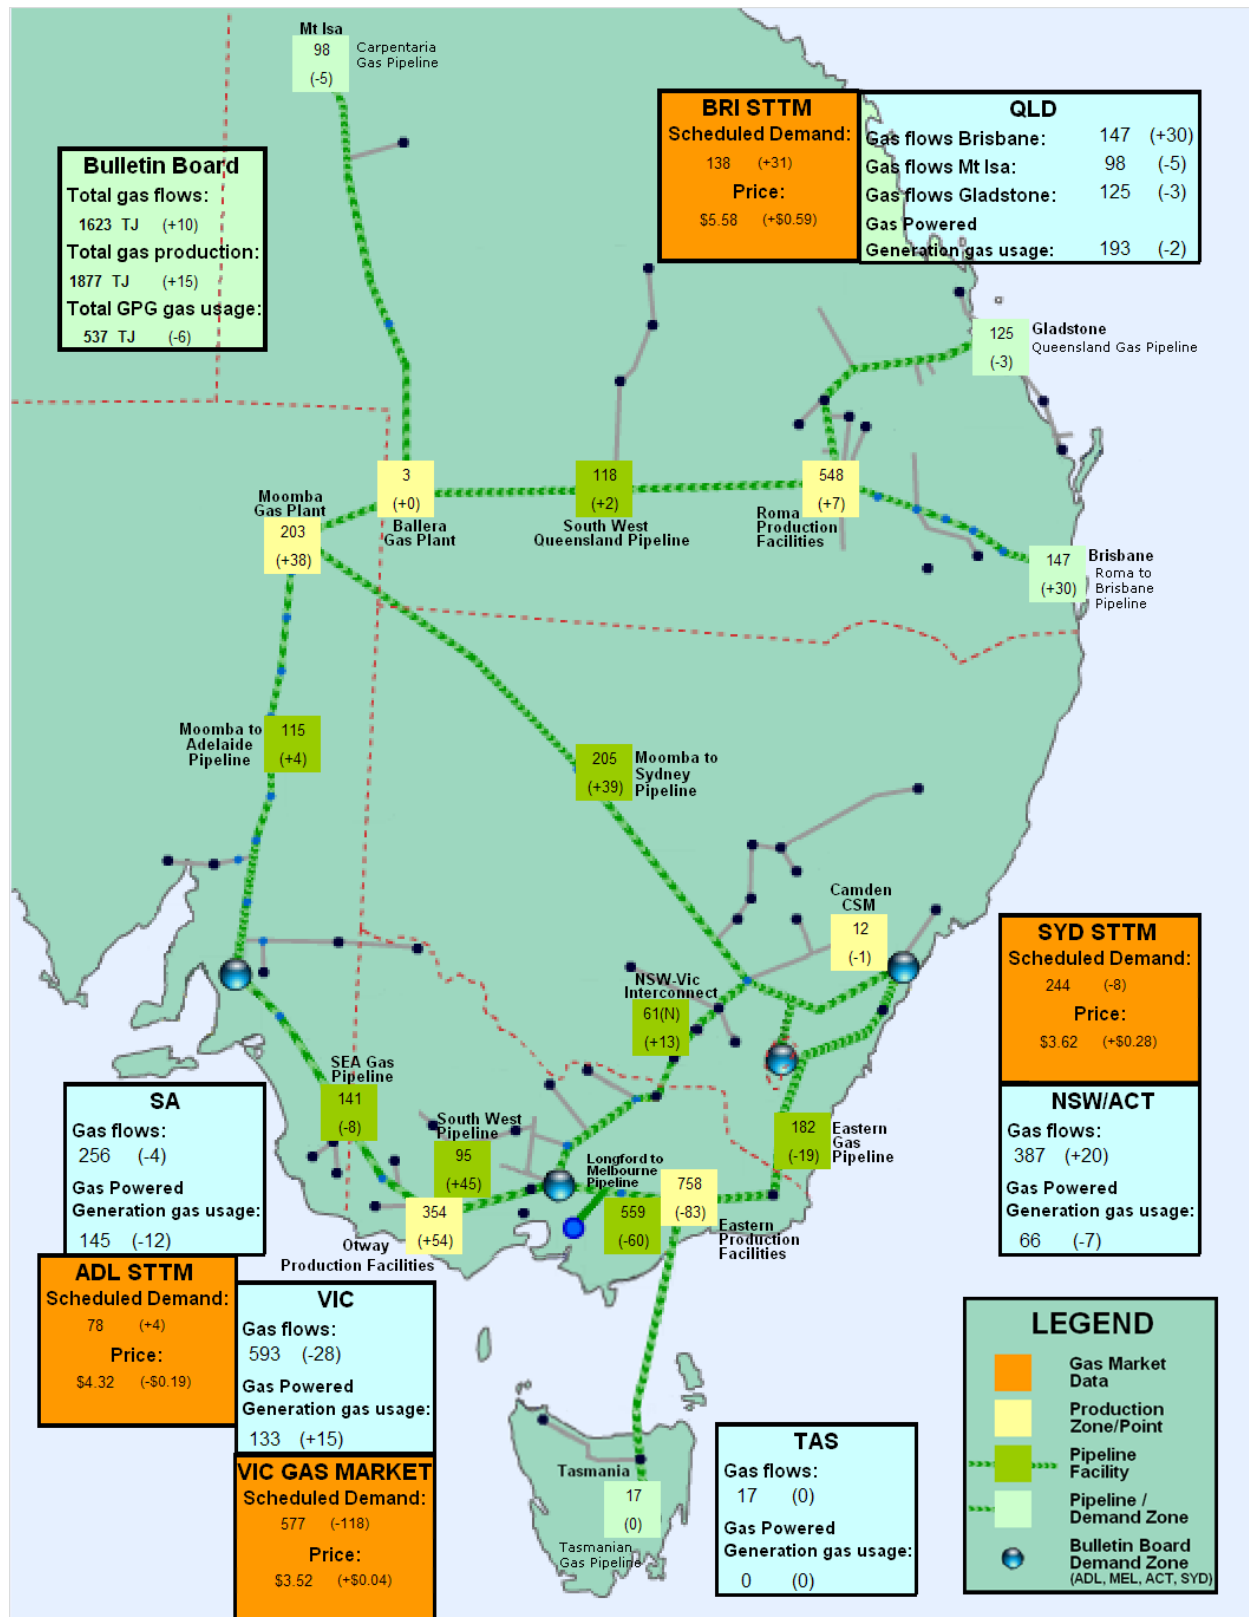 Mt Isa
98
(-5)
Carpentaria
Gas Pipeline
BRI STTM
Scheduled Demand:
138 (+31)
Price:
$5.58 (+$0.59)
QLD
Gas flows Brisbane: 147 (+30)
Gas flows Mt Isa: 98 (-5)
Gas flows Gladstone: 125 (-3)
Gas Powered
Generation gas usage: 193 (-2)
Bulletin Board
Total gas flows:
1623 TJ (+10)
Total gas production:
1877 TJ (+15)
Total GPG gas usage:
537 TJ (-6)
125
(-3)
Gladstone
Queensland Gas Pipeline
3
(+0)
Ballera
Gas Plant
118
(+2)
South West
Queensland Pipeline
548
(+7)
Roma
Production
Facilities
Moomba
Gas Plant
203
(+38)
147
(+30)
Brisbane
Roma to
Brisbane
Pipeline
Moomba to
Adelaide
Pipeline
115
(+4)
205
(+39)
Moomba to
Sydney
Pipeline
Camden
CSM
12
(-1)
SYD STTM
Scheduled Demand:
244 (-8)
Price:
$3.62 (+$0.28)
NSW-Vic
Interconnect
61(N)
(+13)
SEA Gas
Pipeline
141
(-8)
South West
Pipeline
95
(+45)
Longford to
Melbourne
Pipeline
559
(-60)
758
(-83)
Eastern
Production
Facilities
182
(-19)
Eastern
Gas
Pipeline
NSW/ACT
Gas flows:
387 (+20)
Gas Powered
Generation gas usage:
66 (-7)
SA
Gas flows:
256 (-4)
Gas Powered
Generation gas usage:
145 (-12)
354
(+54)
Otway
Production Facilities
ADL STTM
Scheduled Demand:
78 (+4)
Price:
$4.32 (-$0.19)
VIC
Gas flows:
593 (-28)
Gas Powered
Generation gas usage:
133 (+15)
VIC GAS MARKET
Scheduled Demand:
577 (-118)
Price:
$3.52 (+$0.04)
Tasmania
17
(0)
Tasmanian
Gas Pipeline
TAS
Gas flows:
17 (0)
Gas Powered
Generation gas usage:
0 (0)
LEGEND
Gas Market
Data
Production
Zone/Point
Pipeline
Facility
Pipeline /
Demand Zone
Bulletin Board
Demand Zone
(ADL, MEL, ACT, SYD)